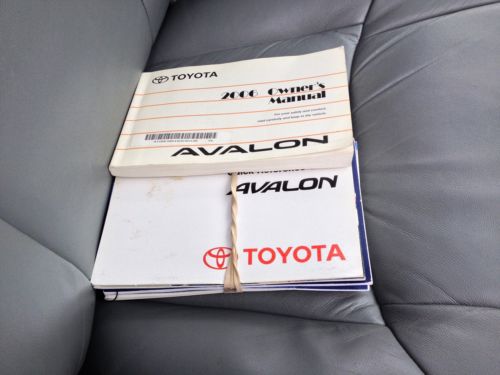 TOYOTA
2006 Owner's
Manual
For your safety and comfort,
read carefully and keep in the vehicle.
AVALON
AVALON
TOYOTA